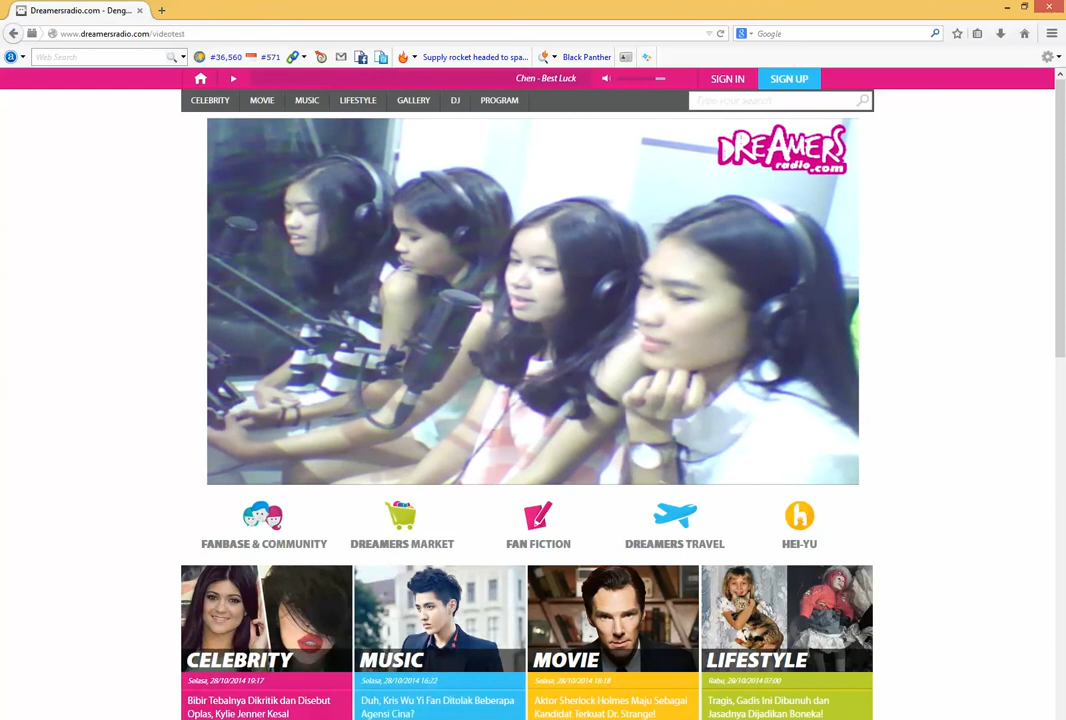 Dreamersradio.com - Deng...
www.dreamersradio.com/videotest
Google
Web Search
#36,560
#571
Supply rocket headed to spa...
Black Panther
Chen - Best Luck
SIGN IN
SIGN UP
CELEBRITY
MOVIE
MUSIC
LIFESTYLE
GALLERY
DJ
PROGRAM
Type your search
DREAMERS
radio.com
FANBASE & COMMUNITY
DREAMERS MARKET
FAN FICTION
DREAMERS TRAVEL
h
HEI-YU
CELEBRITY
Selasa, 28/10/2014 19:17
Bibir Tebalnya Dikritik dan Disebut
Oplas, Kylie Jenner Kesal
MUSIC
Selasa, 28/10/2014 16:22
Duh, Kris Wu Yi Fan Ditolak Beberapa
Agensi Cina?
MOVIE
Selasa, 28/10/2014 18:18
Aktor Sherlock Holmes Maju Sebagai
Kandidat Terkuat Dr. Strange!
LIFESTYLE
Rabu, 29/10/2014 07:00
Tragis, Gadis Ini Dibunuh dan
Jasadnya Dijadikan Boneka!